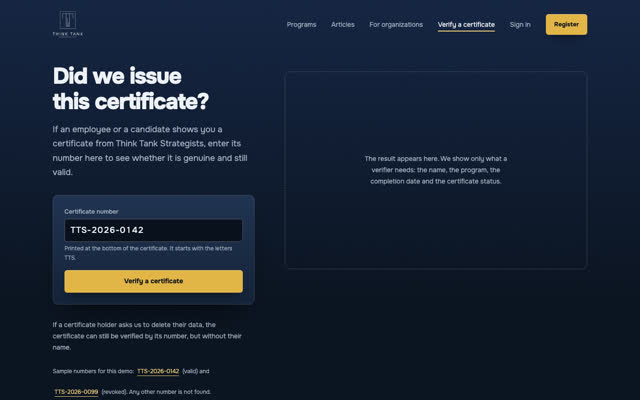 THINK TANK
Programs
Articles
For organizations
Verify a certificate
Sign in
Register
Did we issue
this certificate?
If an employee or a candidate shows you a
certificate from Think Tank Strategists, enter its
number here to see whether it is genuine and still
valid.
Certificate number
TTS-2026-0142
Printed at the bottom of the certificate. It starts with the letters
TTS.
Verify a certificate
The result appears here. We show only what a
verifier needs: the name, the program, the
completion date and the certificate status.
If a certificate holder asks us to delete their data, the
certificate can still be verified by its number, but without their
name.
Sample numbers for this demo: TTS-2026-0142 (valid) and
TTS-2026-0099 (revoked). Any other number is not found.